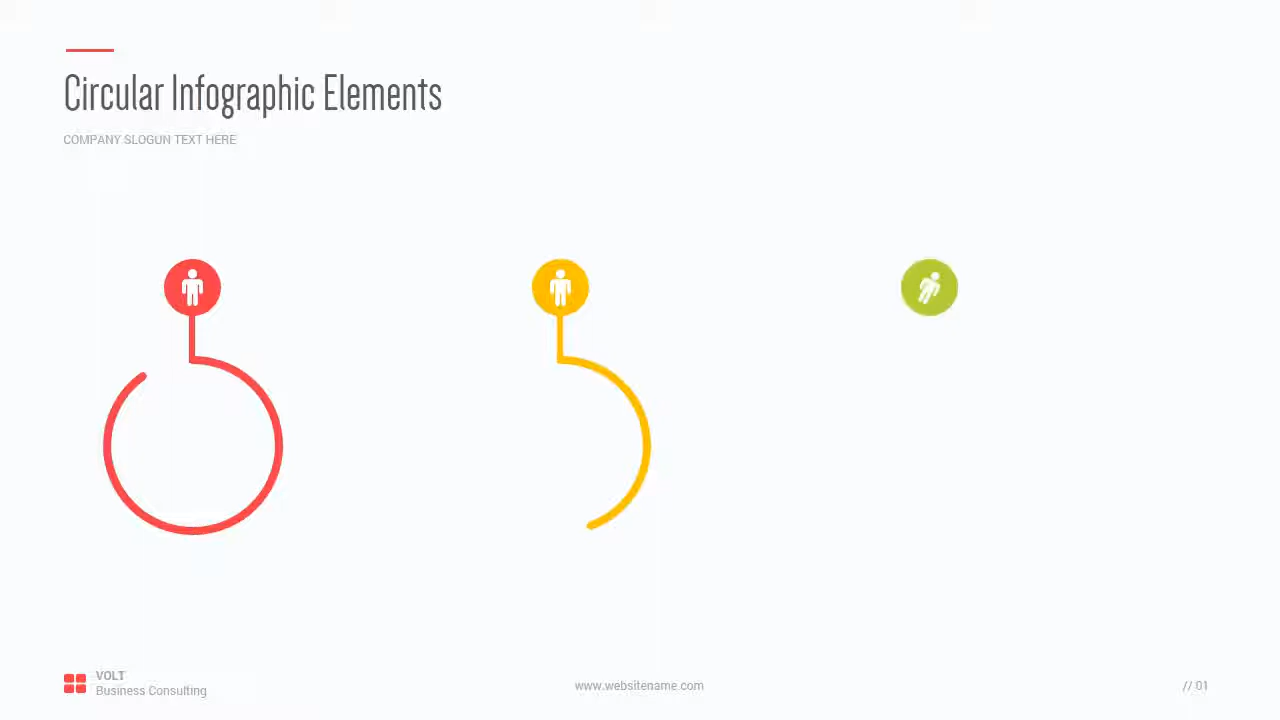 Circular Infographic Elements
COMPANY SLOGUN TEXT HERE
VOLT
Business Consulting
www.websitename.com
// 01